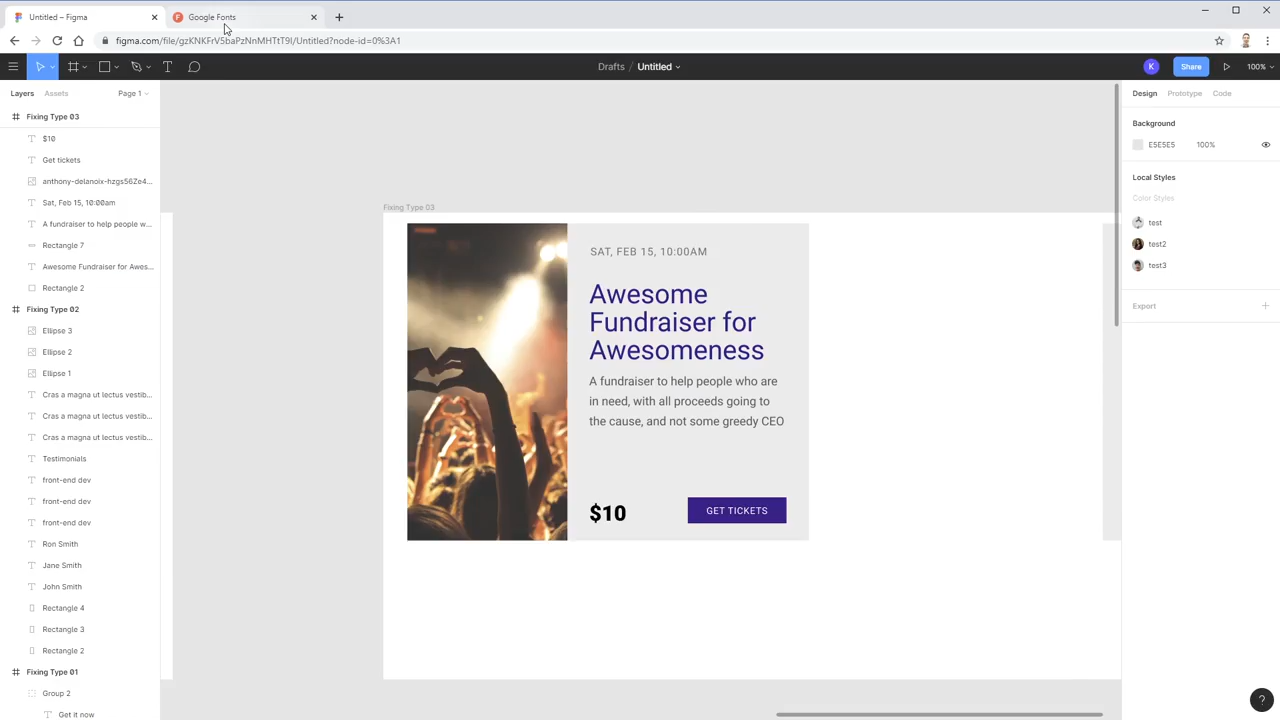 Untitled – Figma
Google Fonts
figma.com/file/gzKNKFrV5baPzNnMHTtT9I/Untitled?node-id=0%3A1
Drafts / Untitled
K
Share
100%
Layers
Assets
Page 1
Design
Prototype
Code
Fixing Type 03
$10
Get tickets
anthony-delanoix-hzgs56Ze4...
Sat, Feb 15, 10:00am
A fundraiser to help people w...
Rectangle 7
Awesome Fundraiser for Awes...
Rectangle 2
Fixing Type 02
Ellipse 3
Ellipse 2
Ellipse 1
Cras a magna ut lectus vestib...
Cras a magna ut lectus vestib...
Cras a magna ut lectus vestib...
Testimonials
front-end dev
front-end dev
front-end dev
Ron Smith
Jane Smith
John Smith
Rectangle 4
Rectangle 3
Rectangle 2
Fixing Type 01
Group 2
Get it now
Fixing Type 03
SAT, FEB 15, 10:00AM
Awesome
Fundraiser for
Awesomeness
A fundraiser to help people who are
in need, with all proceeds going to
the cause, and not some greedy CEO
$10
GET TICKETS
Background
E5E5E5 100%
Local Styles
Color Styles
test
test2
test3
Export
?